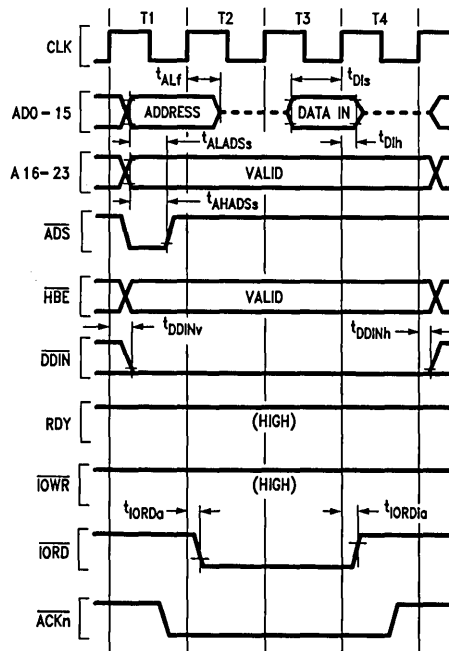 T1 T2 T3 T4
CLK
tALf tDIs
AD0-15 ADDRESS DATA IN
tALADSs tDIh
A16-23 VALID
tAHADSs
ADS
HBE VALID
tDDINv tDDINh
DDIN
RDY (HIGH)
IOWR (HIGH)
tIORDa tIORDia
IORD
ACKn